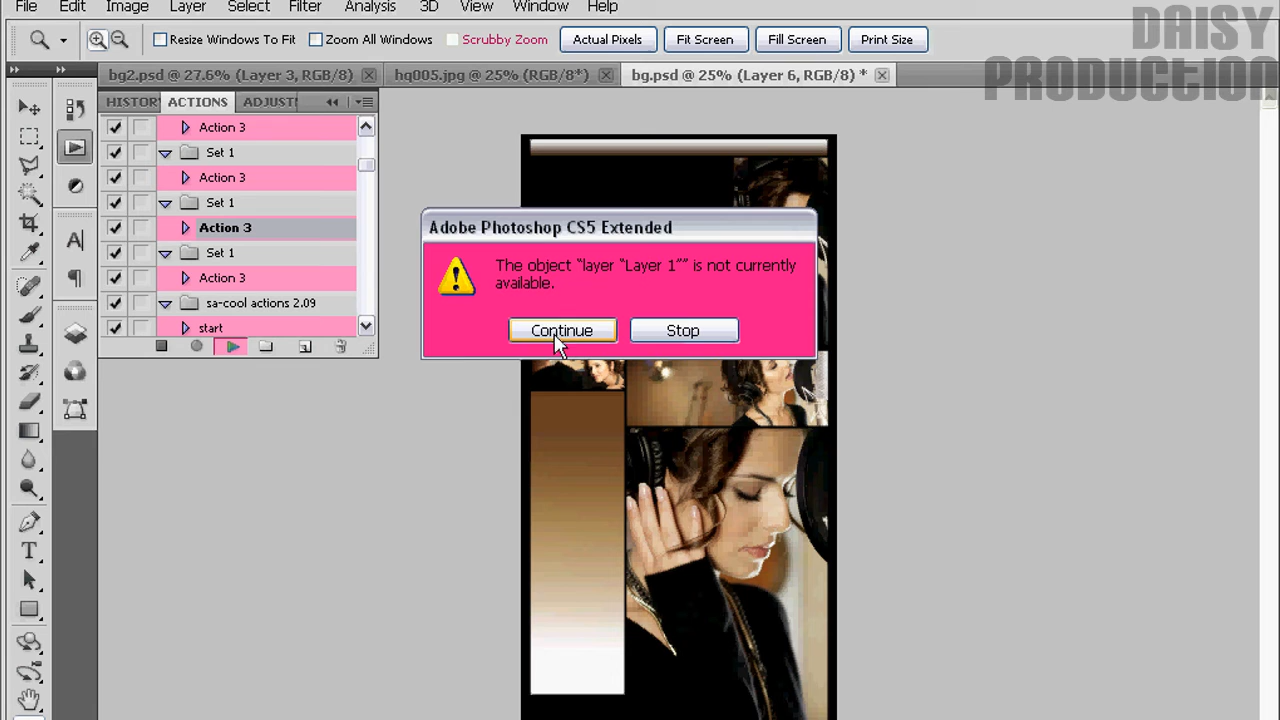 File Edit Image Layer Select Filter Analysis 3D View Window Help
DAISY
PRODUCTION
Resize Windows To Fit Zoom All Windows Scrubby Zoom Actual Pixels Fit Screen Fill Screen Print Size
bg2.psd @ 27.6% (Layer 3, RGB/8) hq005.jpg @ 25% (RGB/8*) bg.psd @ 25% (Layer 6, RGB/8) *
HISTOR ACTIONS ADJUSTI
Action 3
Set 1
Action 3
Set 1
Action 3
Set 1
Action 3
sa-cool actions 2.09
start
Adobe Photoshop CS5 Extended
The object “layer “Layer 1”” is not currently
available.
Continue Stop